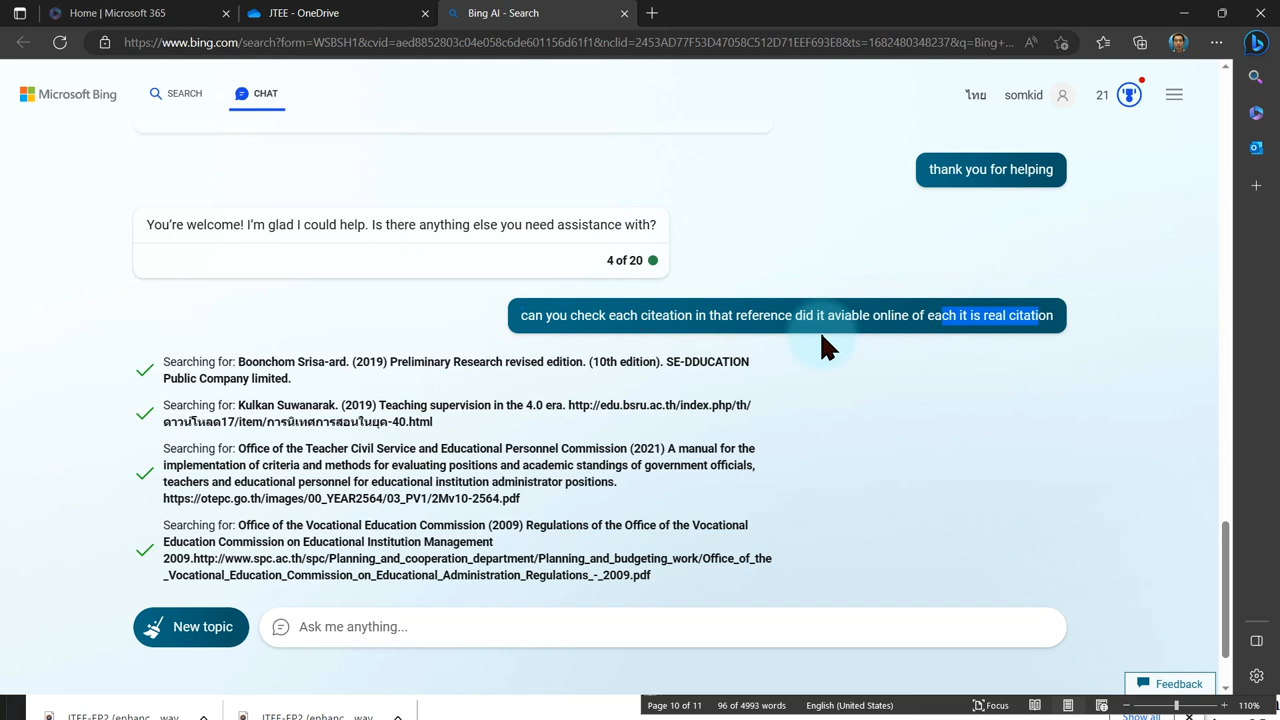 Home | Microsoft 365
JTEE - OneDrive
Bing AI - Search
https://www.bing.com/search?form=WSBSH1&cvid=aed8852803c04e058c6de601156d61f1&nclid=2453AD77F53D47058C512D71EEF693E8&ts=1682480348237&q=Bing+...
Microsoft Bing
SEARCH
CHAT
ไทย
somkid
21
thank you for helping
You're welcome! I'm glad I could help. Is there anything else you need assistance with?
4 of 20
can you check each citeation in that reference did it aviable online of each it is real citation
Searching for: Boonchom Srisa-ard. (2019) Preliminary Research revised edition. (10th edition). SE-DDUCATION
Public Company limited.
Searching for: Kulkan Suwanarak. (2019) Teaching supervision in the 4.0 era. http://edu.bsru.ac.th/index.php/th/
ดาวน์โหลด17/item/การนิเทศการสอนในยุค-40.html
Searching for: Office of the Teacher Civil Service and Educational Personnel Commission (2021) A manual for the
implementation of criteria and methods for evaluating positions and academic standings of government officials,
teachers and educational personnel for educational institution administrator positions.
https://otepc.go.th/images/00_YEAR2564/03_PV1/2Mv10-2564.pdf
Searching for: Office of the Vocational Education Commission (2009) Regulations of the Office of the Vocational
Education Commission on Educational Institution Management
2009.http://www.spc.ac.th/spc/Planning_and_cooperation_department/Planning_and_budgeting_work/Office_of_the
_Vocational_Education_Commission_on_Educational_Administration_Regulations_-_2009.pdf
New topic
Ask me anything...
Feedback
JTEE-EP2 (enhanc...way
JTEE-EP2 (enhanc...way
Page 10 of 11
96 of 4993 words
English (United States)
Focus
110%
Show all